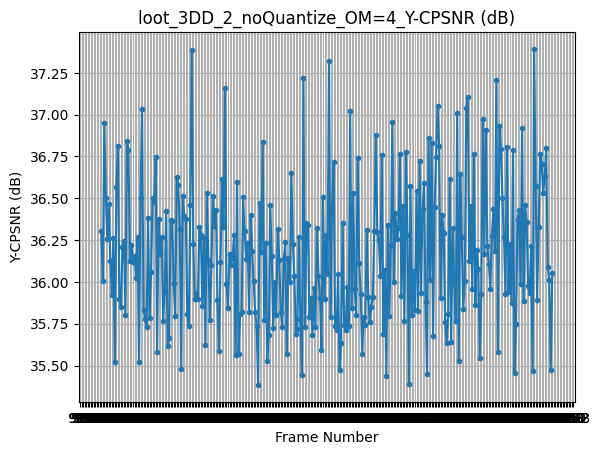 loot_3DD_2_noQuantize_OM=4_Y-CPSNR (dB)
37.25
37.00
36.75
36.50
36.25
36.00
35.75
35.50
Y-CPSNR (dB)
Frame Number